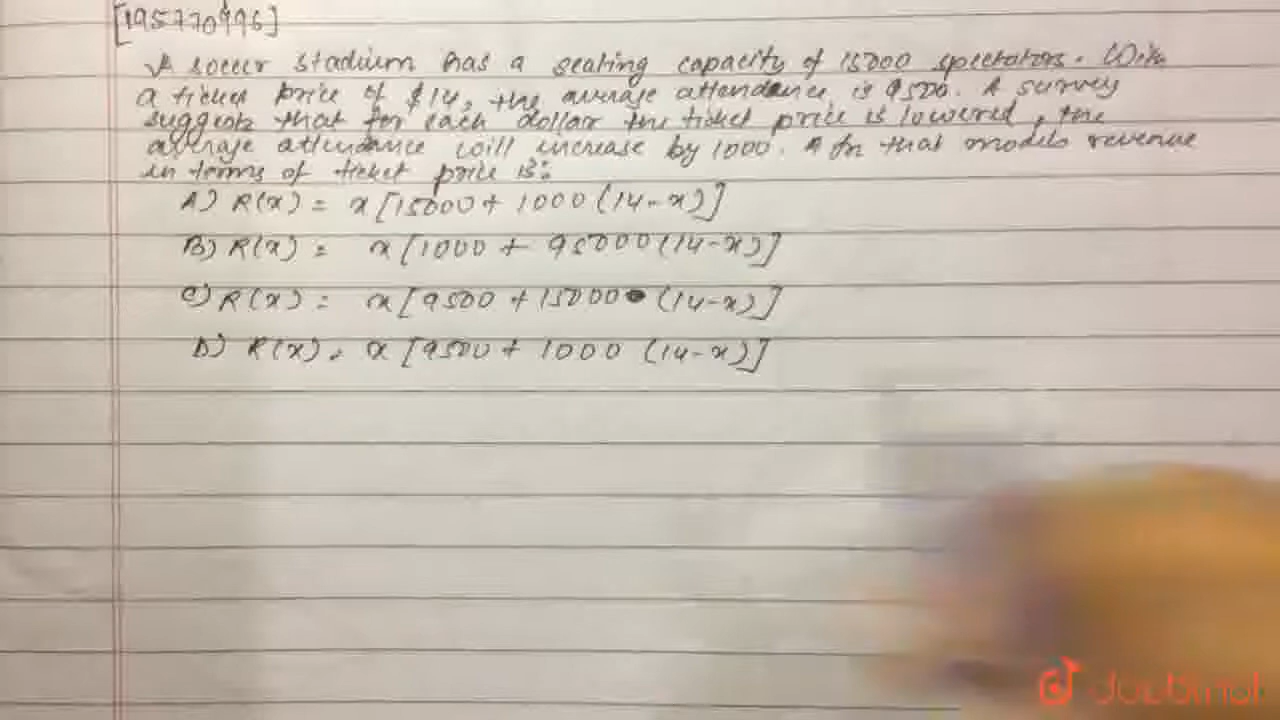 [195770996]
A soccer stadium has a seating capacity of 15000 spectators. With
a ticket price of $14, the average attendance is 9500. A survey
suggests that for each dollar the ticket price is lowered, the
average attendance will increase by 1000. A fn that models revenue
in terms of ticket price is:
A) R(x) = x[15000+ 1000(14-x)]
B) R(x) = x[1000 + 95000(14-x)]
C) R(x) = x[9500 + 15000 (14-x)]
D) R(x) = x[9500+ 1000 (14-x)]
doubtnut